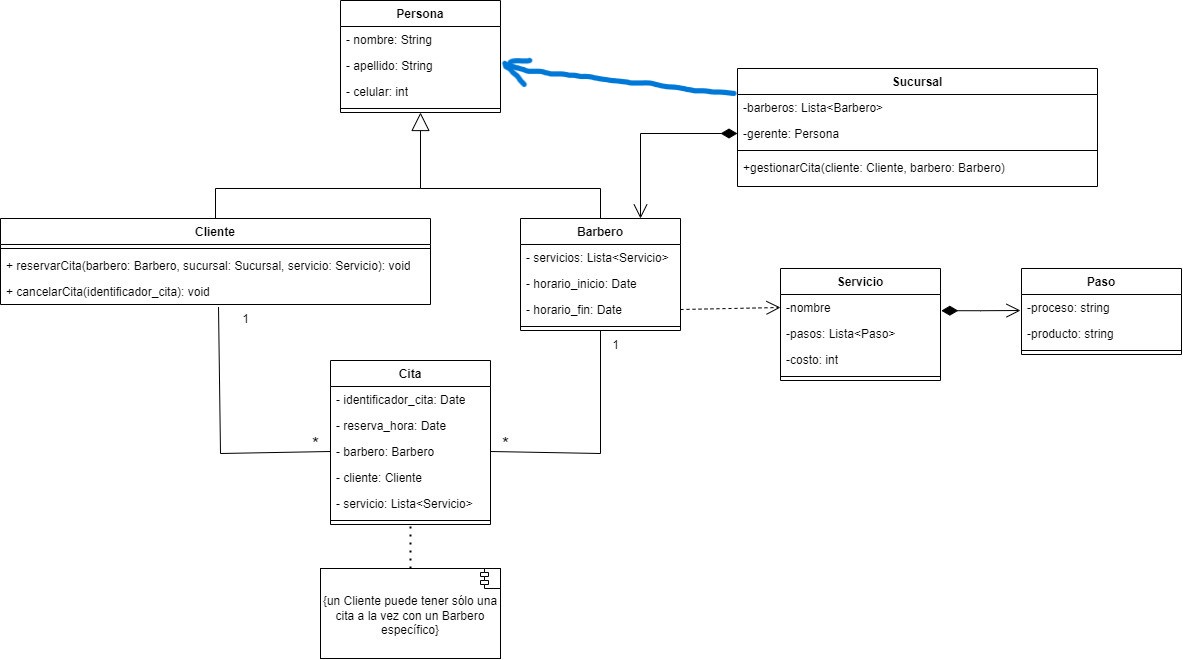 Persona
- nombre: String
- apellido: String
- celular: int
Sucursal
-barberos: Lista<Barbero>
-gerente: Persona
+gestionarCita(cliente: Cliente, barbero: Barbero)
Cliente
+ reservarCita(barbero: Barbero, sucursal: Sucursal, servicio: Servicio): void
+ cancelarCita(identificador_cita): void
1
Barbero
- servicios: Lista<Servicio>
- horario_inicio: Date
- horario_fin: Date
1
Servicio
-nombre
-pasos: Lista<Paso>
-costo: int
Paso
-proceso: string
-producto: string
Cita
- identificador_cita: Date
- reserva_hora: Date
- barbero: Barbero
- cliente: Cliente
- servicio: Lista<Servicio>
*
*
{un Cliente puede tener sólo una
cita a la vez con un Barbero
específico}